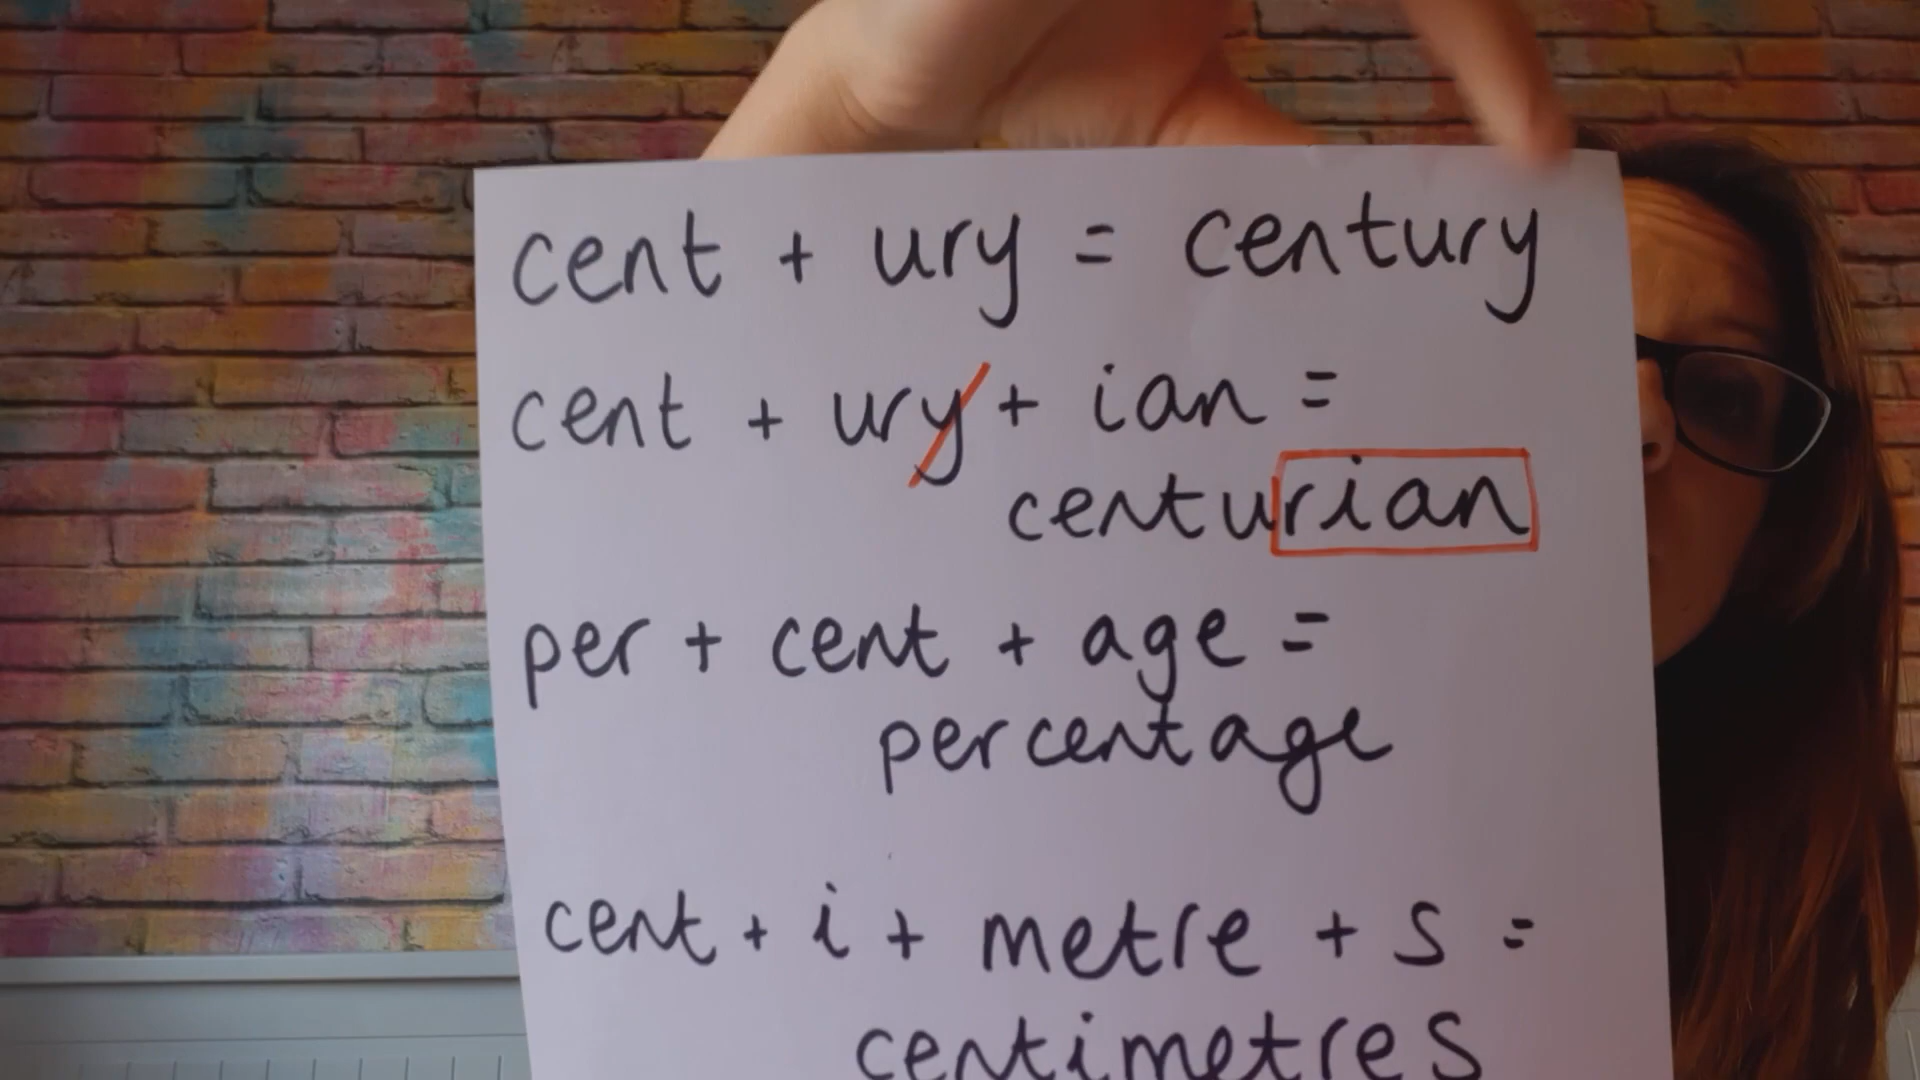 cent + ury = century
cent + ury + ian =
centurian
per + cent + age =
percentage
cent + i + metre + s =
centimetres